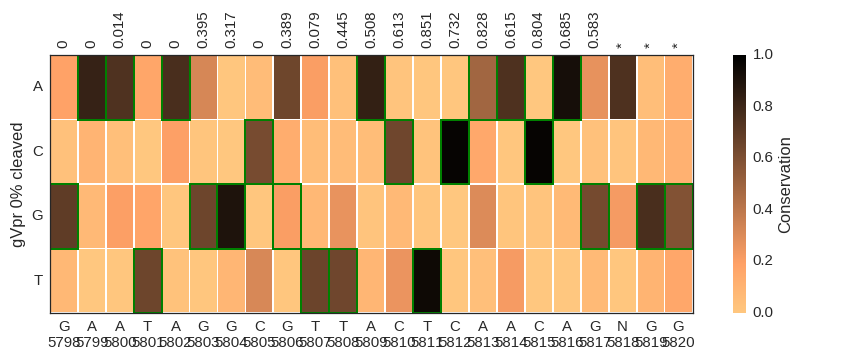 0 0 0.014 0 0 0.395 0.317 0 0.389 0.079 0.445 0.508 0.613 0.851 0.732 0.828 0.615 0.804 0.685 0.583 * * *
A
C
G
T
gVpr 0% cleaved
G A A T A G G C G T T A C T C A A C A G N G G
5798 5799 5800 5801 5802 5803 5804 5805 5806 5807 5808 5809 5810 5811 5812 5813 5814 5815 5816 5817 5818 5819 5820
1.0
0.8
0.6
0.4
0.2
0.0
Conservation